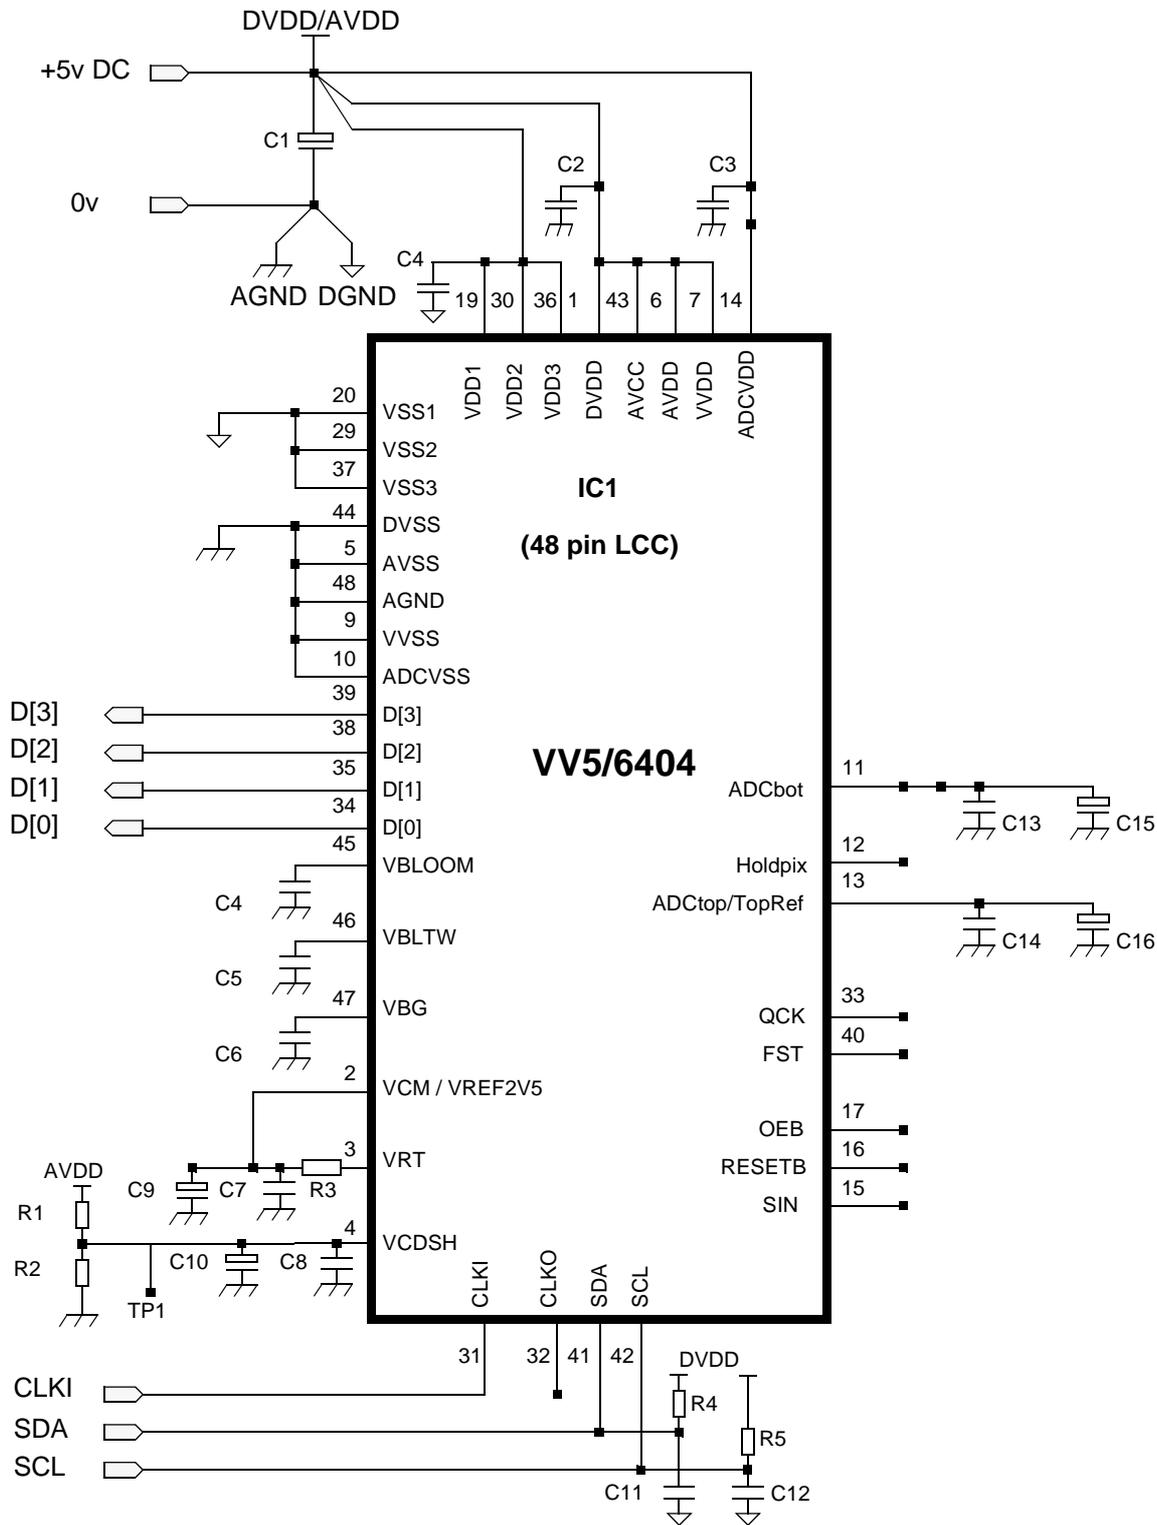 DVDD/AVDD
+5v DC
C1
C2
C3
0v
C4
AGND DGND
19 30 36 1 43 6 7 14
VDD1 VDD2 VDD3 DVDD AVCC AVDD VVDD ADCVDD
20
VSS1
29
VSS2
37
VSS3
IC1
44
DVSS
(48 pin LCC)
5
AVSS
48
AGND
9
VVSS
10
ADCVSS
39
D[3] D[3]
38
D[2] D[2]
VV5/6404
35
D[1] D[1]
11
ADCbot
34
D[0] D[0]
C13 C15
45
VBLOOM
12
Holdpix
C4
13
ADCtop/TopRef
46
VBLTW
C14 C16
C5
47
VBG
33
QCK
C6
40
FST
2
VCM / VREF2V5
17
OEB
3
VRT
16
RESETB
AVDD
C9 C7 R3
15
SIN
R1
4
VCDSH
R2
C10 C8
TP1
CLKI CLKO SDA SCL
31 32 41 42
DVDD
CLKI
R4
SDA
R5
SCL
C11 C12